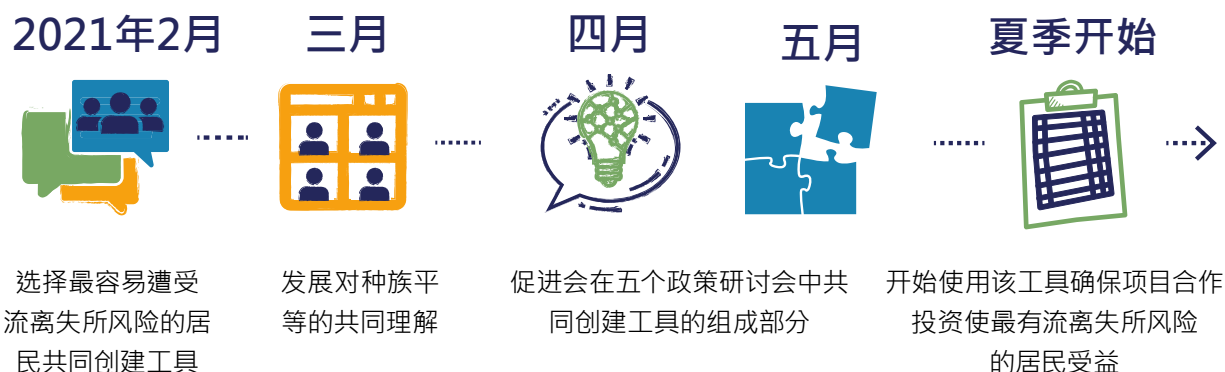 2021年2月
三月
四月
五月
夏季开始
选择最容易遭受
流离失所风险的居
民共同创建工具
发展对种族平
等的共同理解
促进会在五个政策研讨会中共
同创建工具的组成部分
开始使用该工具确保项目合作
投资使最有流离失所风险
的居民受益